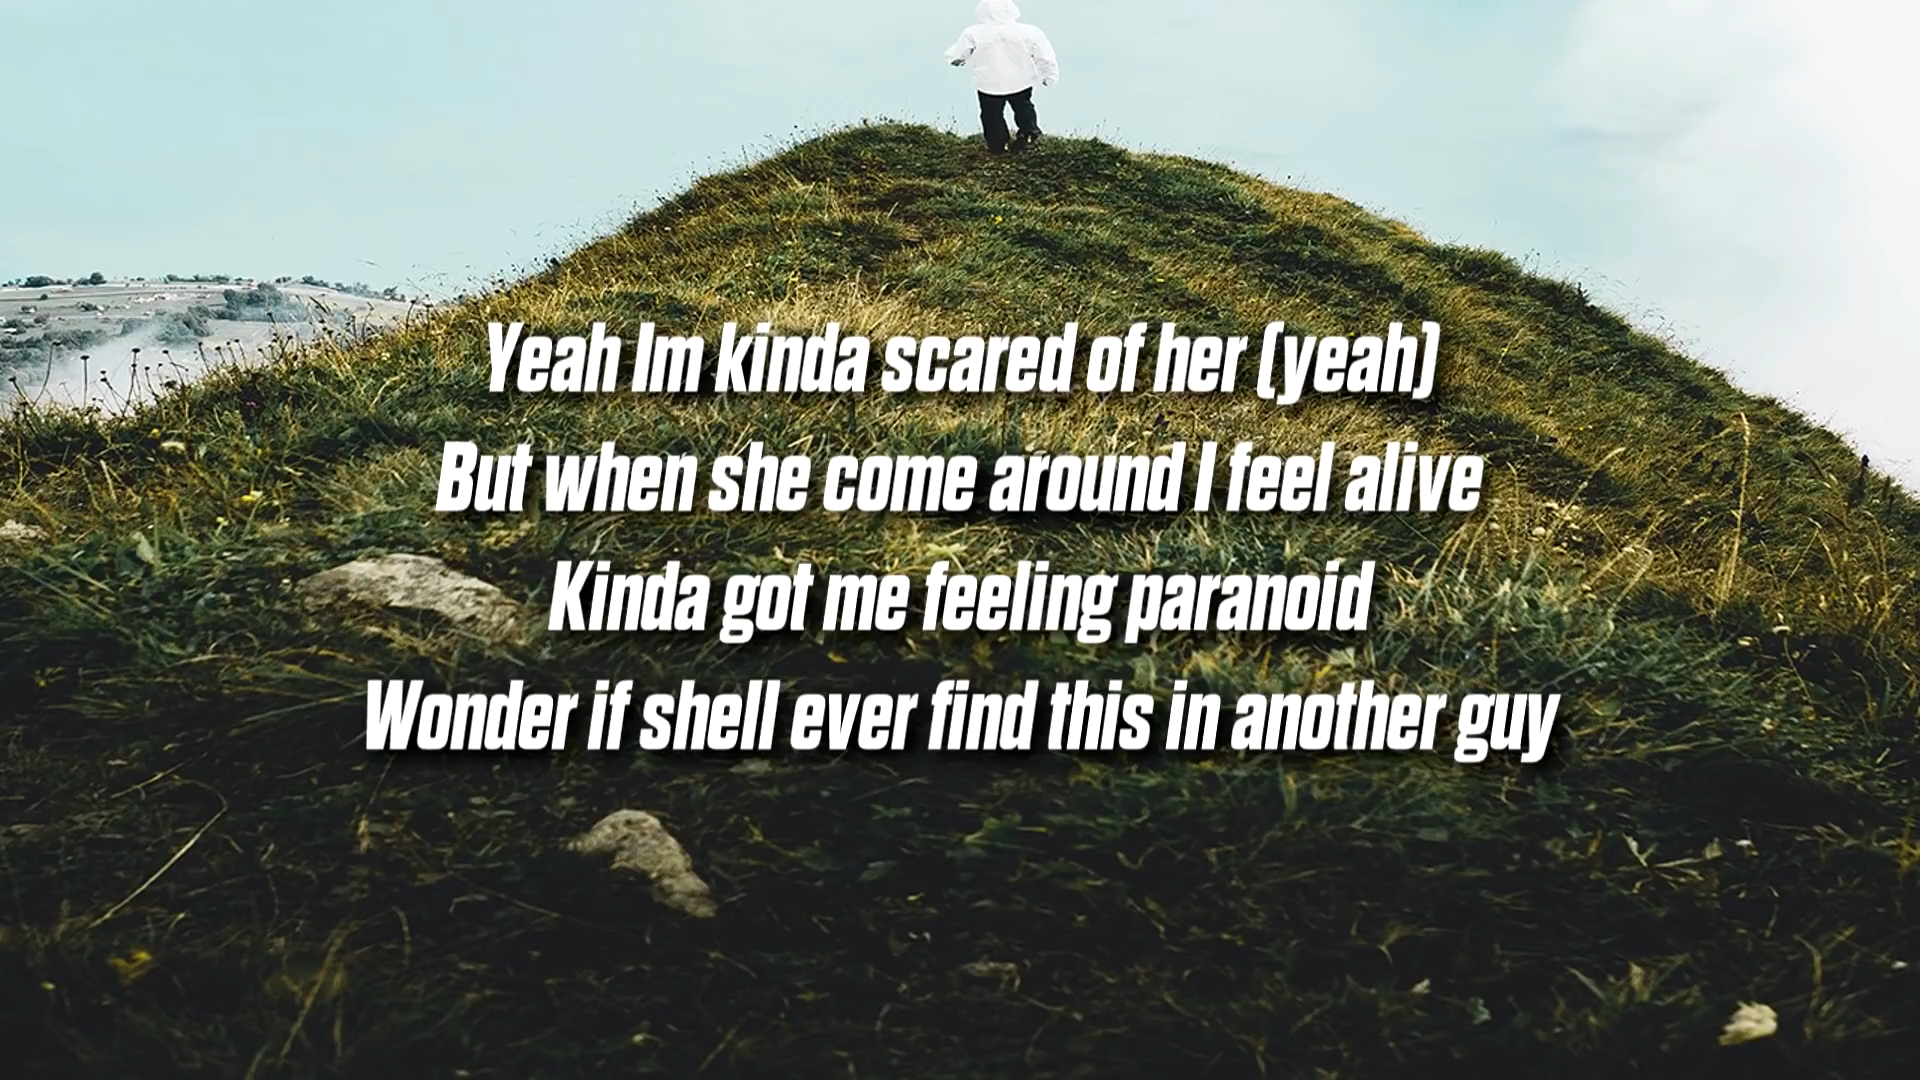 Yeah Im kinda scared of her (yeah)
But when she come around I feel alive
Kinda got me feeling paranoid
Wonder if shell ever find this in another guy